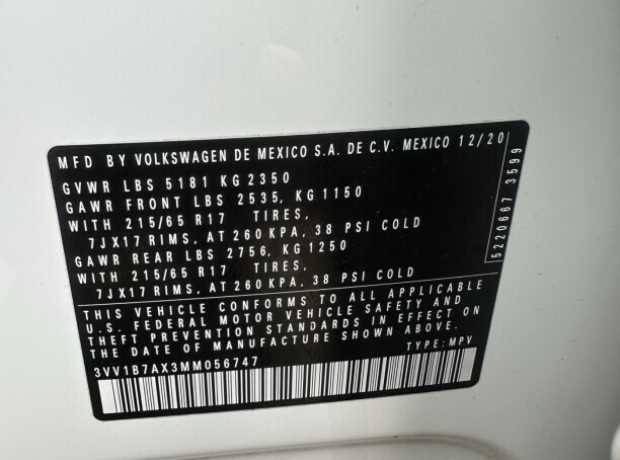 MFD BY VOLKSWAGEN DE MEXICO S.A. DE C.V. MEXICO 12/20
GVWR LBS 5181 KG 2350
GAWR FRONT LBS 2535, KG 1150
WITH 215/65 R17 TIRES,
7JX17 RIMS, AT 260 KPA, 38 PSI COLD
GAWR REAR LBS 2756, KG 1250
WITH 215/65 R17 TIRES,
7JX17 RIMS, AT 260 KPA, 38 PSI COLD
THIS VEHICLE CONFORMS TO ALL APPLICABLE
U.S. FEDERAL MOTOR VEHICLE SAFETY AND
THEFT PREVENTION STANDARDS IN EFFECT ON
THE DATE OF MANUFACTURE SHOWN ABOVE.
3VV1B7AX3MM056747 TYPE: MPV
5220667 3599